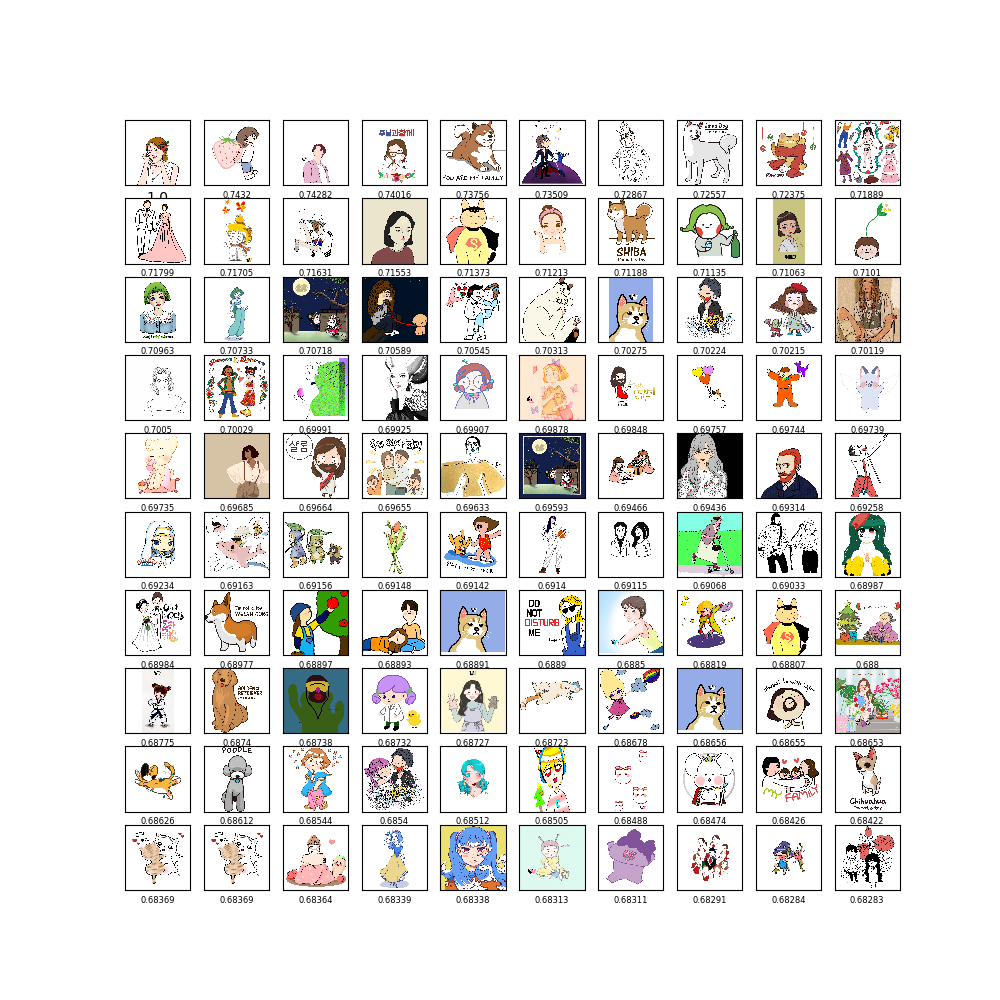 주님과함께!
YOU ARE MY FAMILY
1.0 0.7432 0.74282 0.74016 0.73756 0.73509 0.72867 0.72557 0.72375 0.71889
SHIBA
0.71799 0.71705 0.71631 0.71553 0.71373 0.71213 0.71188 0.71135 0.71063 0.7101
0.70963 0.70733 0.70718 0.70589 0.70545 0.70313 0.70275 0.70224 0.70215 0.70119
0.7005 0.70029 0.69991 0.69925 0.69907 0.69878 0.69848 0.69757 0.69744 0.69739
샬롬
0.69735 0.69685 0.69664 0.69655 0.69633 0.69593 0.69466 0.69436 0.69314 0.69258
0.69234 0.69163 0.69156 0.69148 0.69142 0.6914 0.69115 0.69068 0.69033 0.68987
DO
NOT
DISTURB
ME
0.68984 0.68977 0.68897 0.68893 0.68891 0.6889 0.6885 0.68819 0.68807 0.688
0.68775 0.6874 0.68738 0.68732 0.68727 0.68723 0.68678 0.68656 0.68655 0.68653
POODLE
MY FAMILY
Chihuahua
0.68626 0.68612 0.68544 0.6854 0.68512 0.68505 0.68488 0.68474 0.68426 0.68422
0.68369 0.68369 0.68364 0.68339 0.68338 0.68313 0.68311 0.68291 0.68284 0.68283